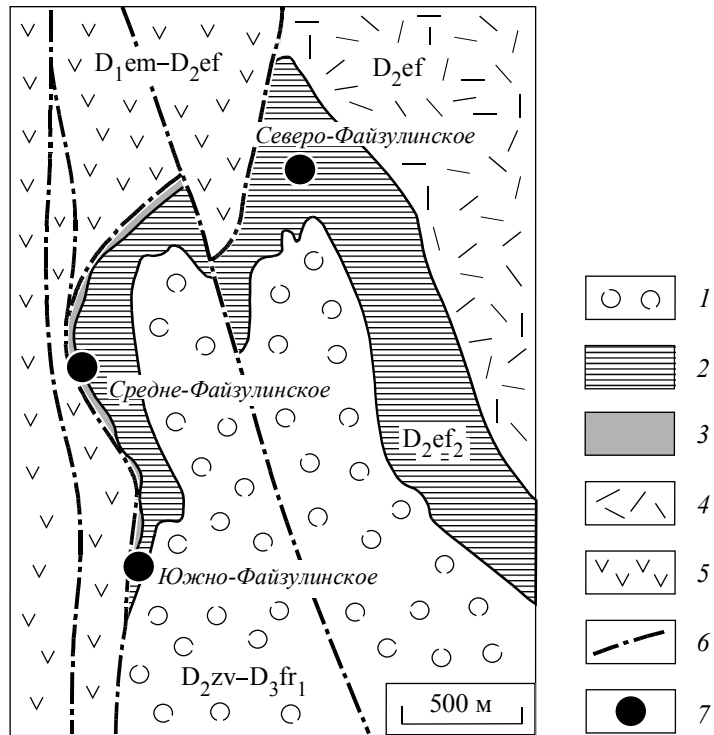 D₁em–D₂ef
D₂ef
Северо-Файзулинское
Средне-Файзулинское
D₂ef₂
Южно-Файзулинское
D₂zv–D₃fr₁
500 м
1
2
3
4
5
6
7